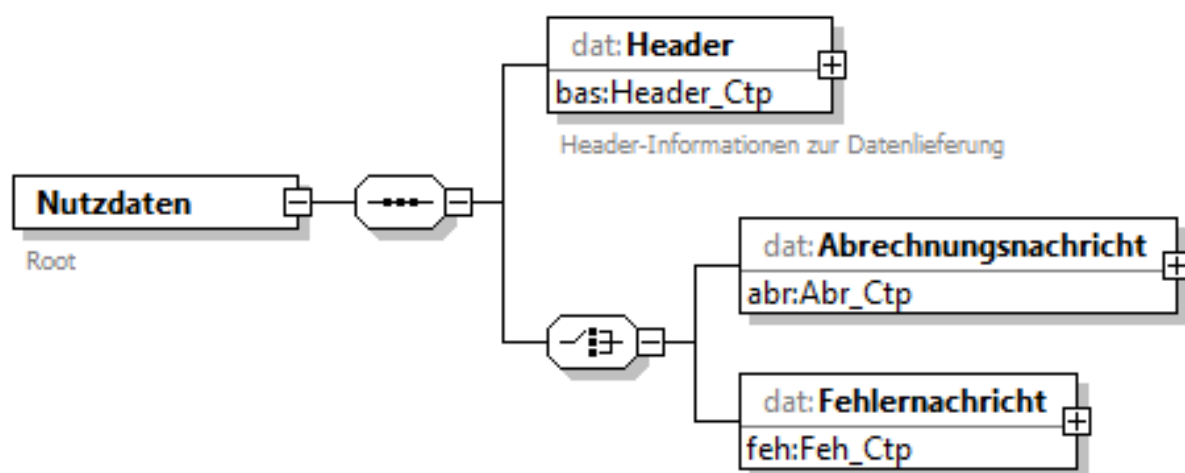 dat:Header
bas:Header_Ctp
Header-Informationen zur Datenlieferung
Nutzdaten
Root
dat:Abrechnungsnachricht
abr:Abr_Ctp
dat:Fehlernachricht
feh:Feh_Ctp